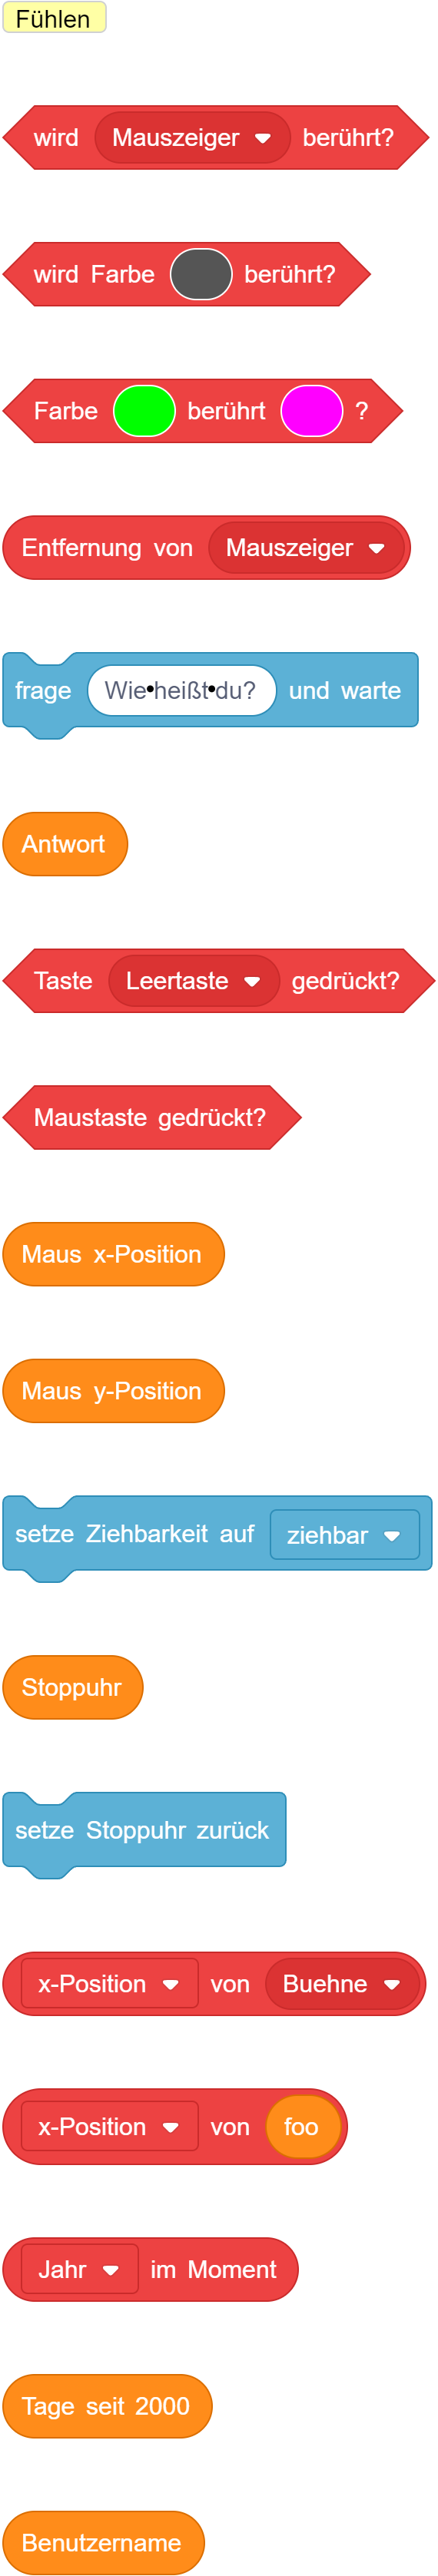 Fühlen
wird Mauszeiger berührt?
wird Farbe berührt?
Farbe berührt ?
Entfernung von Mauszeiger
frage Wie•heißt•du? und warte
Antwort
Taste Leertaste gedrückt?
Maustaste gedrückt?
Maus x-Position
Maus y-Position
setze Ziehbarkeit auf ziehbar
Stoppuhr
setze Stoppuhr zurück
x-Position von Buehne
x-Position von foo
Jahr im Moment
Tage seit 2000
Benutzername